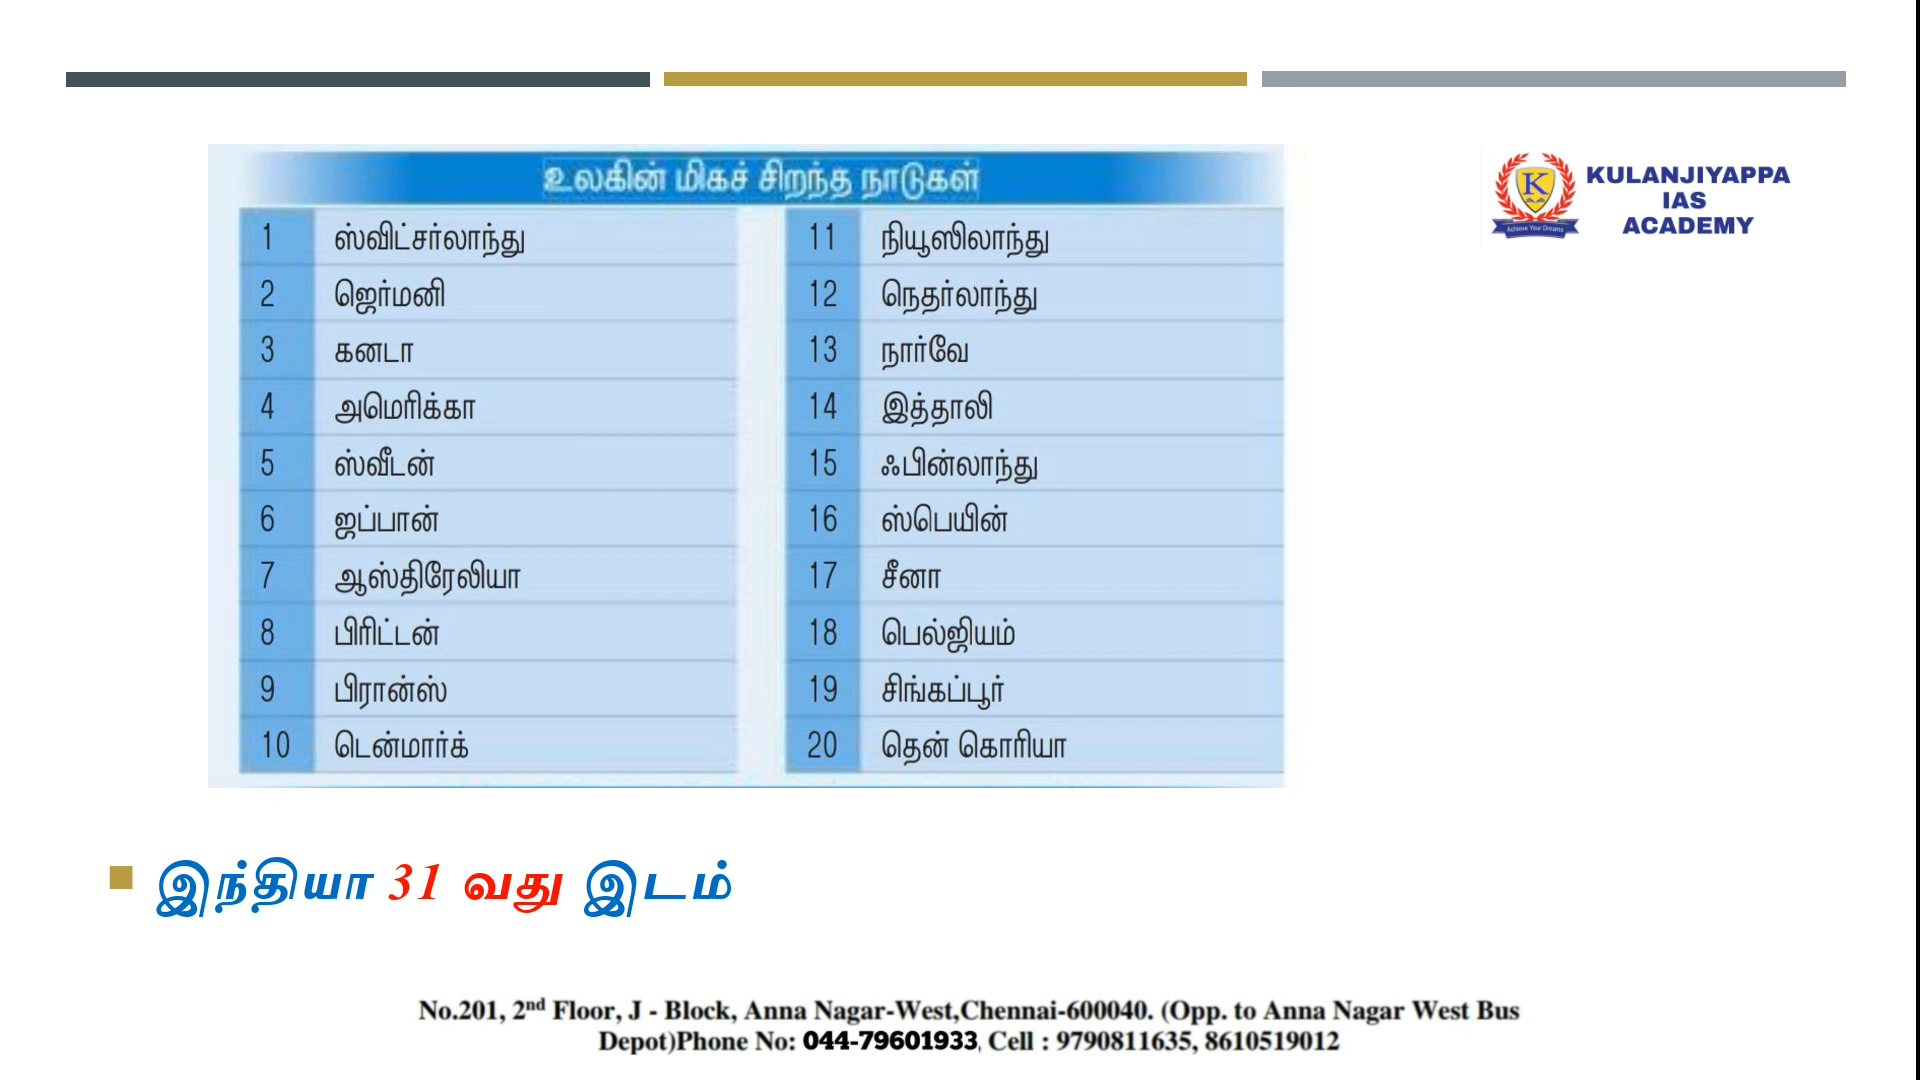 KULANJIYAPPA
IAS
ACADEMY
Achieve Your Dreams
உலகின் மிகச் சிறந்த நாடுகள்
1 ஸ்விட்சர்லாந்து
2 ஜெர்மனி
3 கனடா
4 அமெரிக்கா
5 ஸ்வீடன்
6 ஜப்பான்
7 ஆஸ்திரேலியா
8 பிரிட்டன்
9 பிரான்ஸ்
10 டென்மார்க்
11 நியூஸிலாந்து
12 நெதர்லாந்து
13 நார்வே
14 இத்தாலி
15 ஃபின்லாந்து
16 ஸ்பெயின்
17 சீனா
18 பெல்ஜியம்
19 சிங்கப்பூர்
20 தென் கொரியா
இந்தியா 31 வது இடம்
No.201, 2nd Floor, J - Block, Anna Nagar-West,Chennai-600040. (Opp. to Anna Nagar West Bus
Depot)Phone No: 044-79601933, Cell : 9790811635, 8610519012